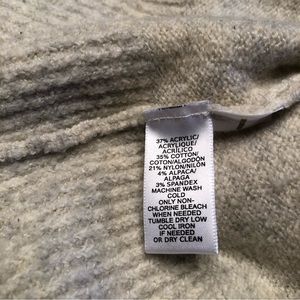 37% ACRYLIC/
ACRYLIQUE/
ACRÍLICO
35% COTTON/
COTON/ALGODÓN
21% NYLON/NILÓN
4% ALPACA/
ALPAGA
3% SPANDEX
MACHINE WASH
COLD
ONLY NON-
CHLORINE BLEACH
WHEN NEEDED
TUMBLE DRY LOW
COOL IRON
IF NEEDED
OR DRY CLEAN